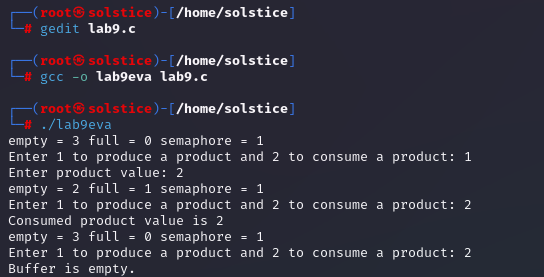 ┌──(root㉿solstice)-[/home/solstice]
└─# gedit lab9.c
┌──(root㉿solstice)-[/home/solstice]
└─# gcc -o lab9eva lab9.c
┌──(root㉿solstice)-[/home/solstice]
└─# ./lab9eva
empty = 3 full = 0 semaphore = 1
Enter 1 to produce a product and 2 to consume a product: 1
Enter product value: 2
empty = 2 full = 1 semaphore = 1
Enter 1 to produce a product and 2 to consume a product: 2
Consumed product value is 2
empty = 3 full = 0 semaphore = 1
Enter 1 to produce a product and 2 to consume a product: 2
Buffer is empty.